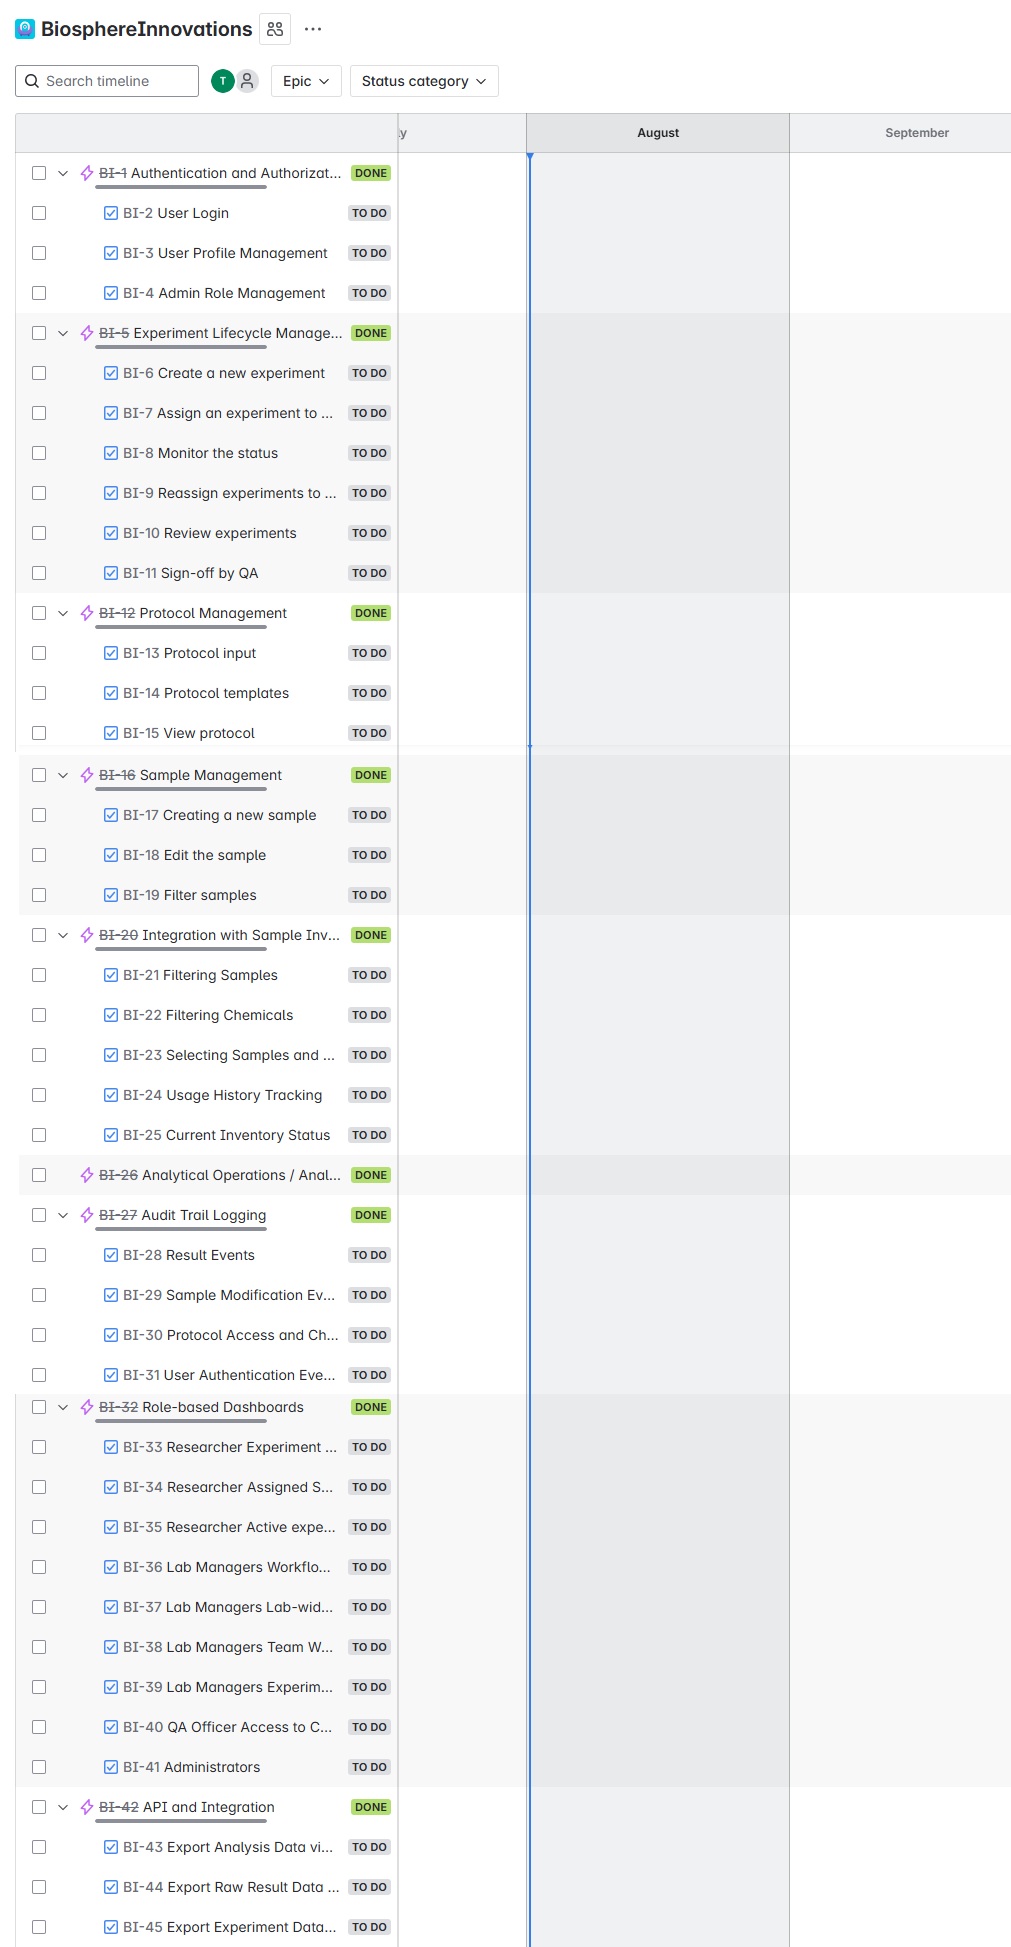 BiosphereInnovations
Search timeline T Epic Status category
ly August September
BI-1 Authentication and Authorizat... DONE
BI-2 User Login TO DO
BI-3 User Profile Management TO DO
BI-4 Admin Role Management TO DO
BI-5 Experiment Lifecycle Manage... DONE
BI-6 Create a new experiment TO DO
BI-7 Assign an experiment to ... TO DO
BI-8 Monitor the status TO DO
BI-9 Reassign experiments to ... TO DO
BI-10 Review experiments TO DO
BI-11 Sign-off by QA TO DO
BI-12 Protocol Management DONE
BI-13 Protocol input TO DO
BI-14 Protocol templates TO DO
BI-15 View protocol TO DO
BI-16 Sample Management DONE
BI-17 Creating a new sample TO DO
BI-18 Edit the sample TO DO
BI-19 Filter samples TO DO
BI-20 Integration with Sample Inv... DONE
BI-21 Filtering Samples TO DO
BI-22 Filtering Chemicals TO DO
BI-23 Selecting Samples and ... TO DO
BI-24 Usage History Tracking TO DO
BI-25 Current Inventory Status TO DO
BI-26 Analytical Operations / Anal... DONE
BI-27 Audit Trail Logging DONE
BI-28 Result Events TO DO
BI-29 Sample Modification Ev... TO DO
BI-30 Protocol Access and Ch... TO DO
BI-31 User Authentication Eve... TO DO
BI-32 Role-based Dashboards DONE
BI-33 Researcher Experiment ... TO DO
BI-34 Researcher Assigned S... TO DO
BI-35 Researcher Active expe... TO DO
BI-36 Lab Managers Workflo... TO DO
BI-37 Lab Managers Lab-wid... TO DO
BI-38 Lab Managers Team W... TO DO
BI-39 Lab Managers Experim... TO DO
BI-40 QA Officer Access to C... TO DO
BI-41 Administrators TO DO
BI-42 API and Integration DONE
BI-43 Export Analysis Data vi... TO DO
BI-44 Export Raw Result Data ... TO DO
BI-45 Export Experiment Data... TO DO